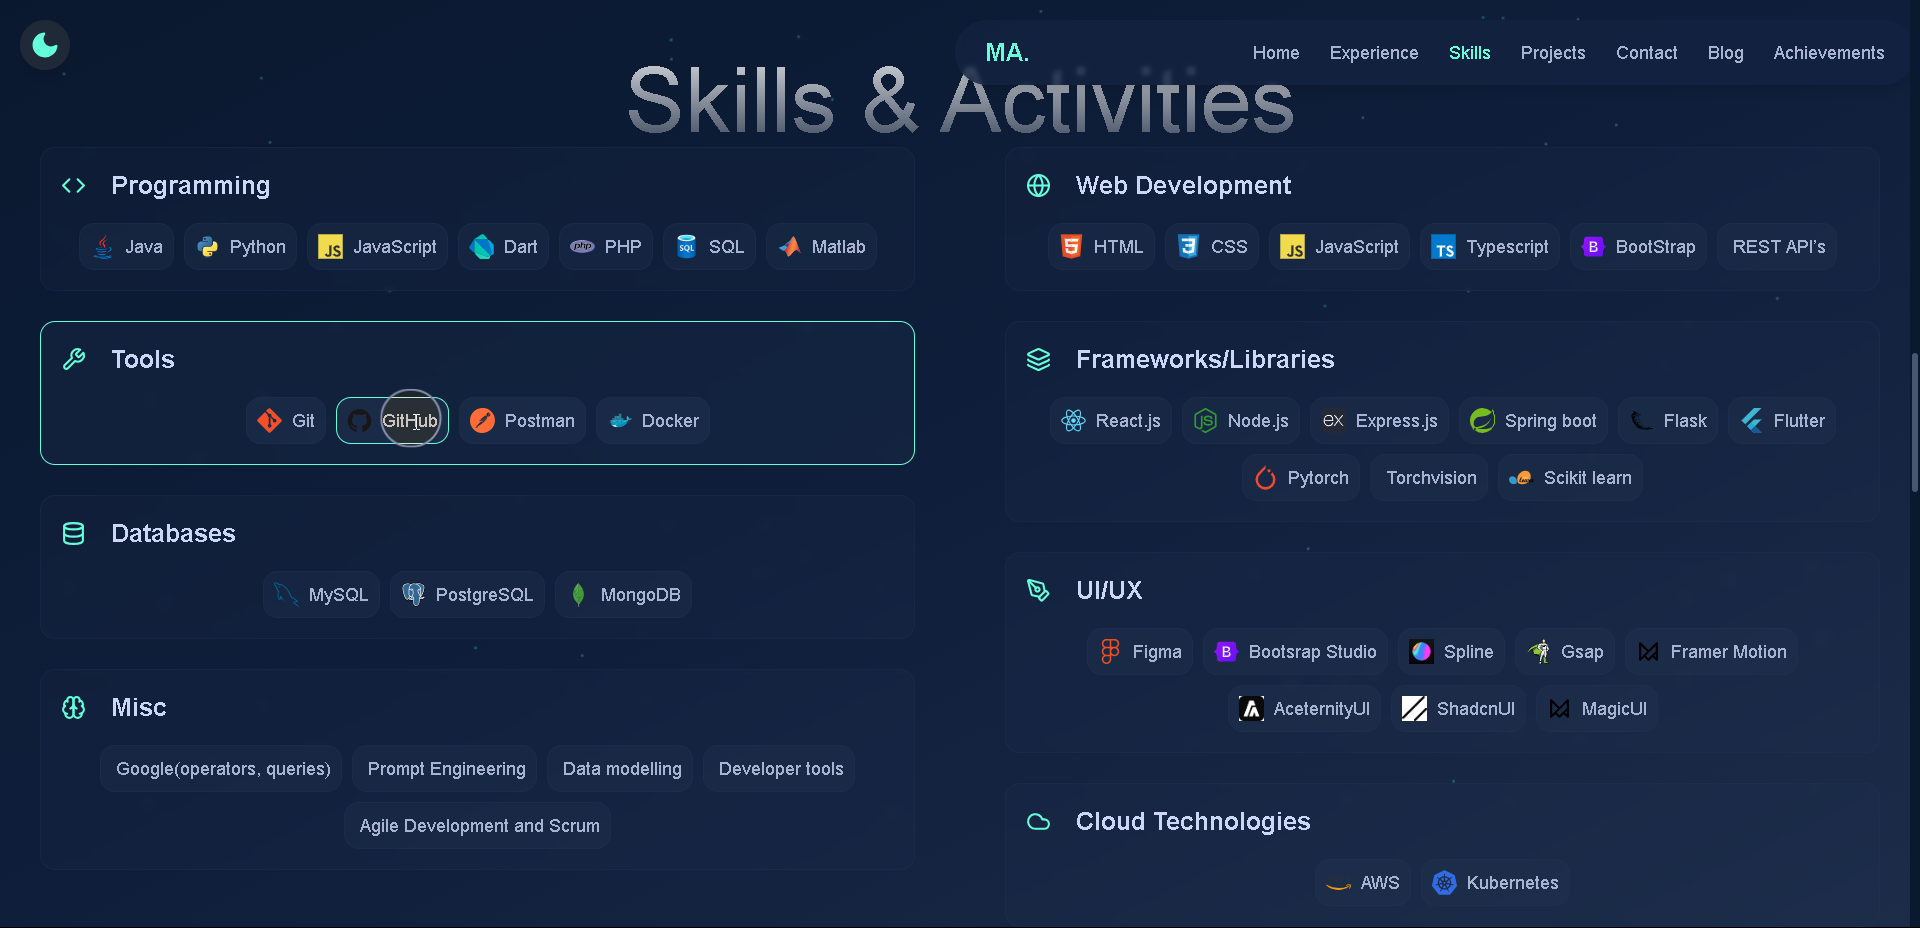 MA.
Home Experience Skills Projects Contact Blog Achievements
Skills & Activities
Programming
Java Python JS JavaScript Dart php PHP SQL SQL Matlab
Tools
Git GitHub Postman Docker
Databases
MySQL PostgreSQL MongoDB
Misc
Google(operators, queries) Prompt Engineering Data modelling Developer tools
Agile Development and Scrum
Web Development
5 HTML 3 CSS JS JavaScript TS Typescript B BootStrap REST API's
Frameworks/Libraries
React.js JS Node.js ex Express.js Spring boot Flask Flutter
Pytorch Torchvision Scikit learn
UI/UX
Figma B Bootsrap Studio Spline Gsap Framer Motion
AceternityUI ShadcnUI MagicUI
Cloud Technologies
AWS Kubernetes